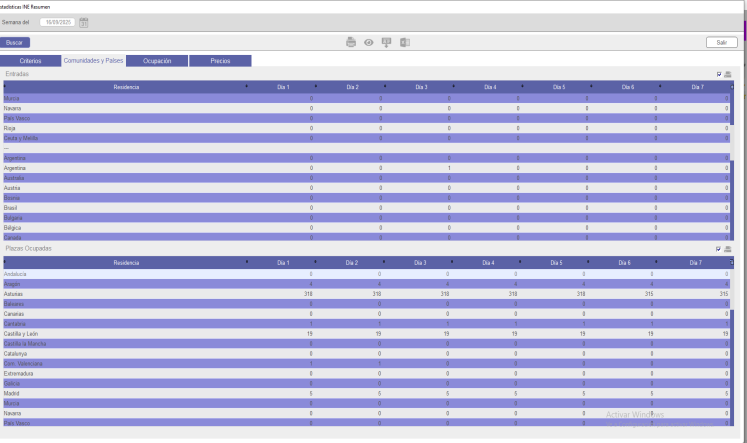 Estadísticas INE Resumen
Semana del 16/09/2025
Buscar Salir
Criterios Comunidades y Países Ocupación Precios
Entradas
Residencia Día 1 Día 2 Día 3 Día 4 Día 5 Día 6 Día 7
Murcia 0 0 0 0 0 0 0
Navarra 0 0 0 0 0 0 0
País Vasco 0 0 0 0 0 0 0
Rioja 0 0 0 0 0 0 0
Ceuta y Melilla 0 0 0 0 0 0 0
---
Argentina 0 0 0 0 0 0 0
Argentina 0 0 1 0 0 0 0
Australia 0 0 0 0 0 0 0
Austria 0 0 0 0 0 0 0
Bosnia 0 0 0 0 0 0 0
Brasil 0 0 0 0 0 0 0
Bulgaria 0 0 0 0 0 0 0
Bélgica 0 0 0 0 0 0 0
Canadá 0 0 0 0 0 0 0
Plazas Ocupadas
Residencia Día 1 Día 2 Día 3 Día 4 Día 5 Día 6 Día 7
Andalucía 0 0 0 0 0 0 0
Aragón 4 4 4 4 4 4 4
Asturias 318 318 318 318 318 315 315
Baleares 0 0 0 0 0 0 0
Canarias 0 0 0 0 0 0 0
Cantabria 1 1 1 1 1 1 1
Castilla y León 19 19 19 19 19 19 19
Castilla la Mancha 0 0 0 0 0 0 0
Catalunya 0 0 0 0 0 0 0
Com. Valenciana 1 1 0 0 0 0 0
Extremadura 0 0 0 0 0 0 0
Galicia 0 0 0 0 0 0 0
Madrid 5 5 5 5 5 5 5
Murcia 0 0 0 0 0 0 0
Navarra 0 0 0 0 0 0 0
País Vasco 0 0 0 0 0 0
Activar Windows